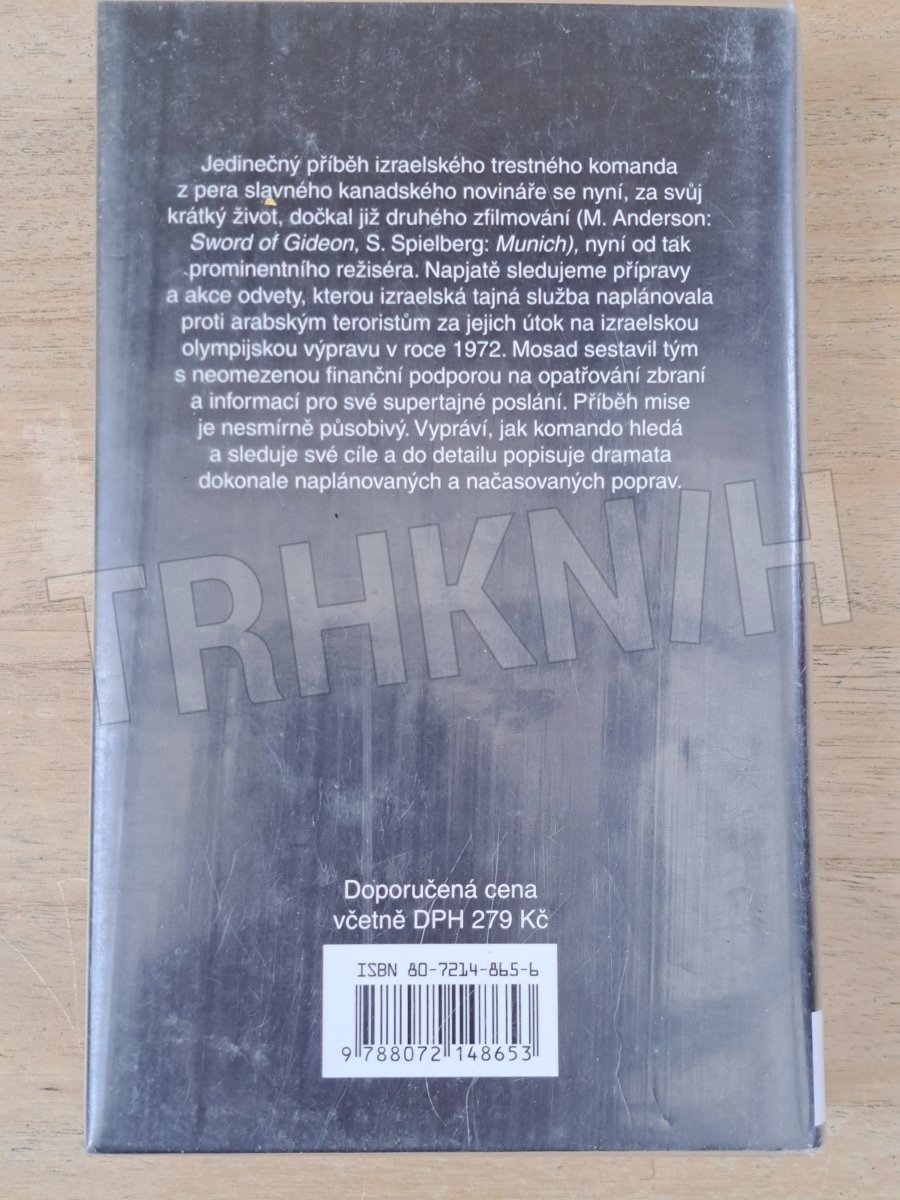 Jedinečný příběh izraelského trestného komanda
z pera slavného kanadského novináře se nyní, za svůj
krátký život, dočkal již druhého zfilmování (M. Anderson:
Sword of Gideon, S. Spielberg: Munich), nyní od tak
prominentního režiséra. Napjatě sledujeme přípravy
a akce odvety, kterou izraelská tajná služba naplánovala
proti arabským teroristům za jejich útok na izraelskou
olympijskou výpravu v roce 1972. Mosad sestavil tým
s neomezenou finanční podporou na opatřování zbraní
a informací pro své supertajné poslání. Příběh mise
je nesmírně působivý. Vypráví, jak komando hledá
a sleduje své cíle a do detailu popisuje dramata
dokonale naplánovaných a načasovaných poprav.
TRHKNIH
Doporučená cena
včetně DPH 279 Kč
ISBN 80-7214-865-6
9 788072 148653